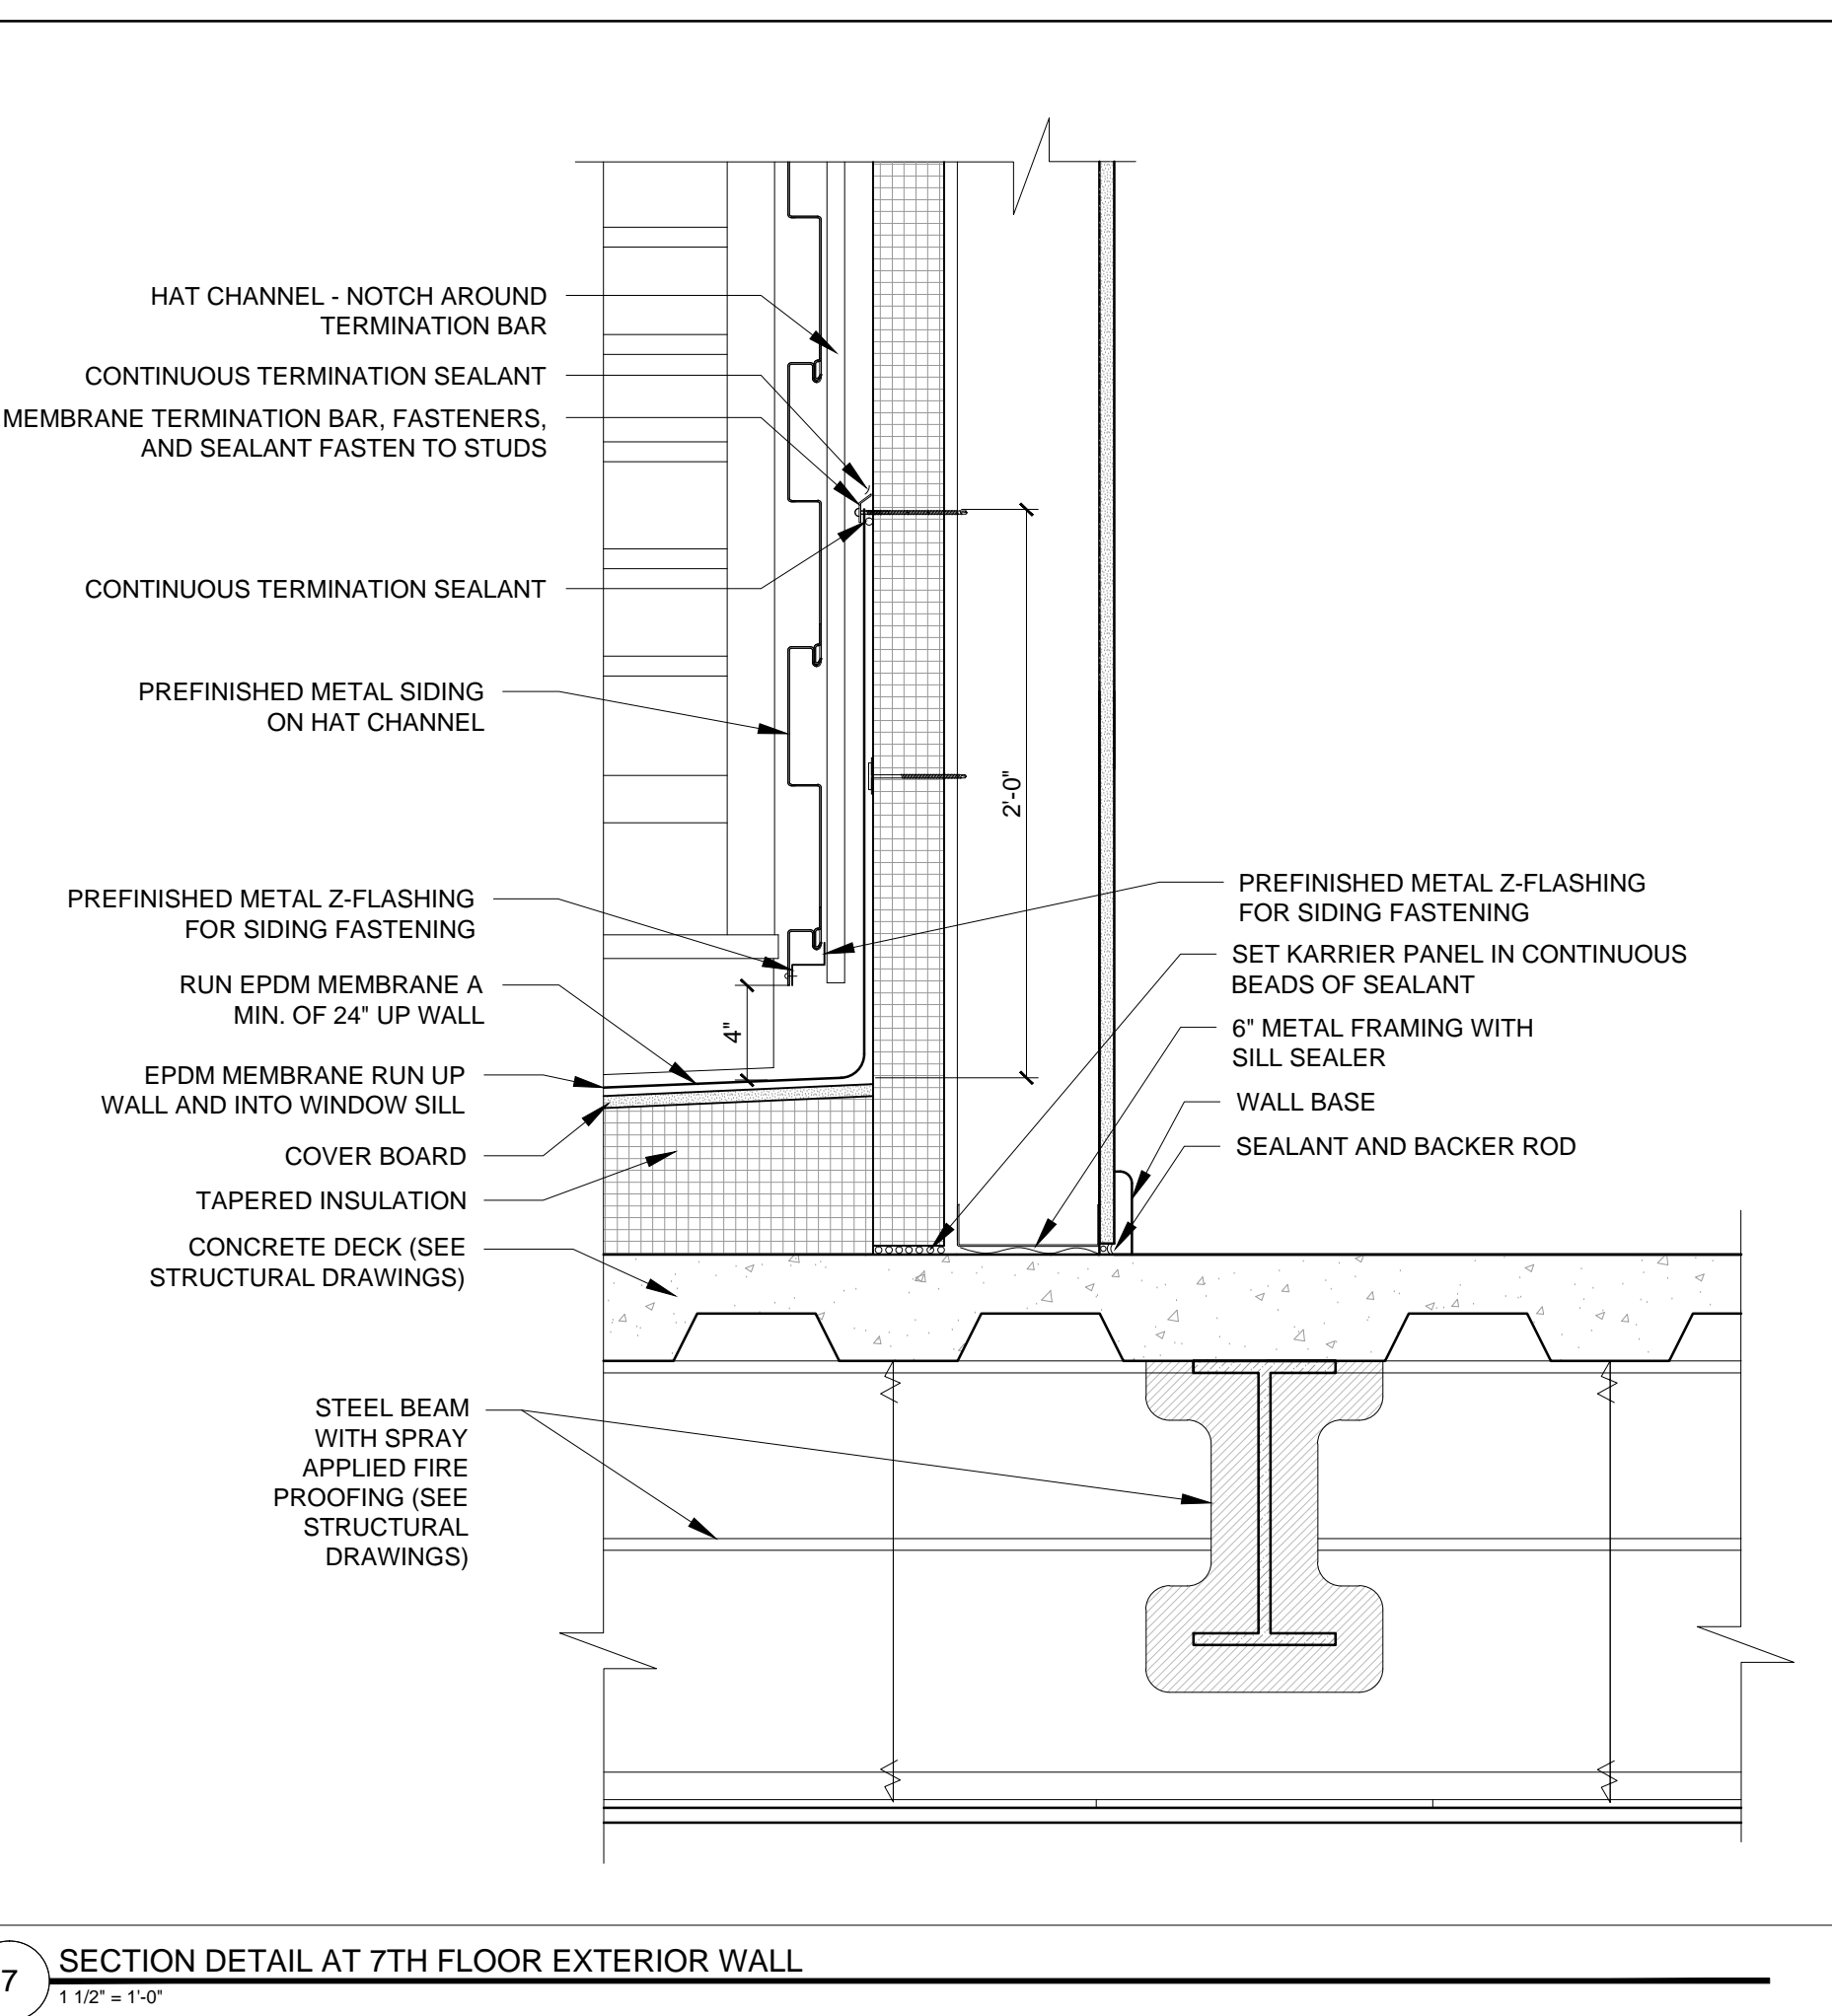 HAT CHANNEL - NOTCH AROUND
TERMINATION BAR
CONTINUOUS TERMINATION SEALANT
MEMBRANE TERMINATION BAR, FASTENERS,
AND SEALANT FASTEN TO STUDS
CONTINUOUS TERMINATION SEALANT
PREFINISHED METAL SIDING
ON HAT CHANNEL
2'-0"
PREFINISHED METAL Z-FLASHING
FOR SIDING FASTENING
RUN EPDM MEMBRANE A
MIN. OF 24" UP WALL
4"
EPDM MEMBRANE RUN UP
WALL AND INTO WINDOW SILL
COVER BOARD
TAPERED INSULATION
CONCRETE DECK (SEE
STRUCTURAL DRAWINGS)
PREFINISHED METAL Z-FLASHING
FOR SIDING FASTENING
SET KARRIER PANEL IN CONTINUOUS
BEADS OF SEALANT
6" METAL FRAMING WITH
SILL SEALER
WALL BASE
SEALANT AND BACKER ROD
STEEL BEAM
WITH SPRAY
APPLIED FIRE
PROOFING (SEE
STRUCTURAL
DRAWINGS)
7
SECTION DETAIL AT 7TH FLOOR EXTERIOR WALL
1 1/2" = 1'-0"